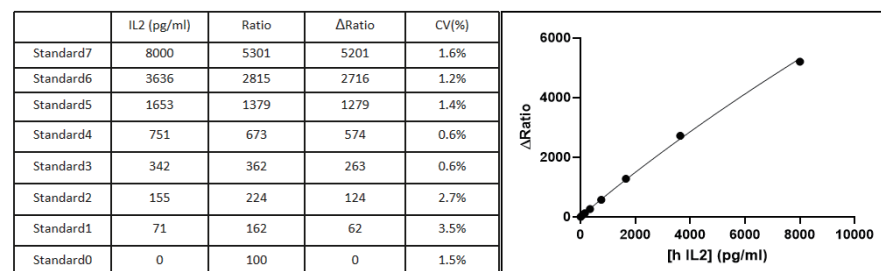 IL2 (pg/ml) Ratio ΔRatio CV(%)
Standard7 8000 5301 5201 1.6%
Standard6 3636 2815 2716 1.2%
Standard5 1653 1379 1279 1.4%
Standard4 751 673 574 0.6%
Standard3 342 362 263 0.6%
Standard2 155 224 124 2.7%
Standard1 71 162 62 3.5%
Standard0 0 100 0 1.5%
6000
4000
2000
0
ΔRatio
0 2000 4000 6000 8000 10000
[h IL2] (pg/ml)